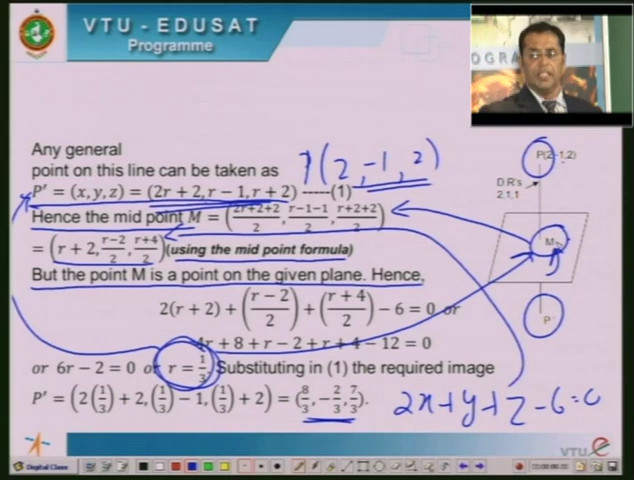 VTU - EDUSAT
Programme
Any general
point on this line can be taken as
P' = (x, y, z) = (2r + 2, r − 1, r + 2) -----(1)
P(2, -1, 2)
Hence the mid point M = ((2r+2+2)/2, (r−1−1)/2, (r+2+2)/2)
= (r + 2, (r−2)/2, (r+4)/2) (using the mid point formula)
But the point M is a point on the given plane. Hence,
2(r + 2) + ((r − 2)/2) + ((r + 4)/2) − 6 = 0 or
4r + 8 + r − 2 + r + 4 − 12 = 0
or 6r − 2 = 0 or r = 1/3. Substituting in (1) the required image
P' = (2(1/3) + 2, (1/3) − 1, (1/3) + 2) = (8/3, −2/3, 7/3).
2x+y+z-6=0
P(2,-1,2)
D.R's
2,1,1
M
P'
VTU e
Digital Class